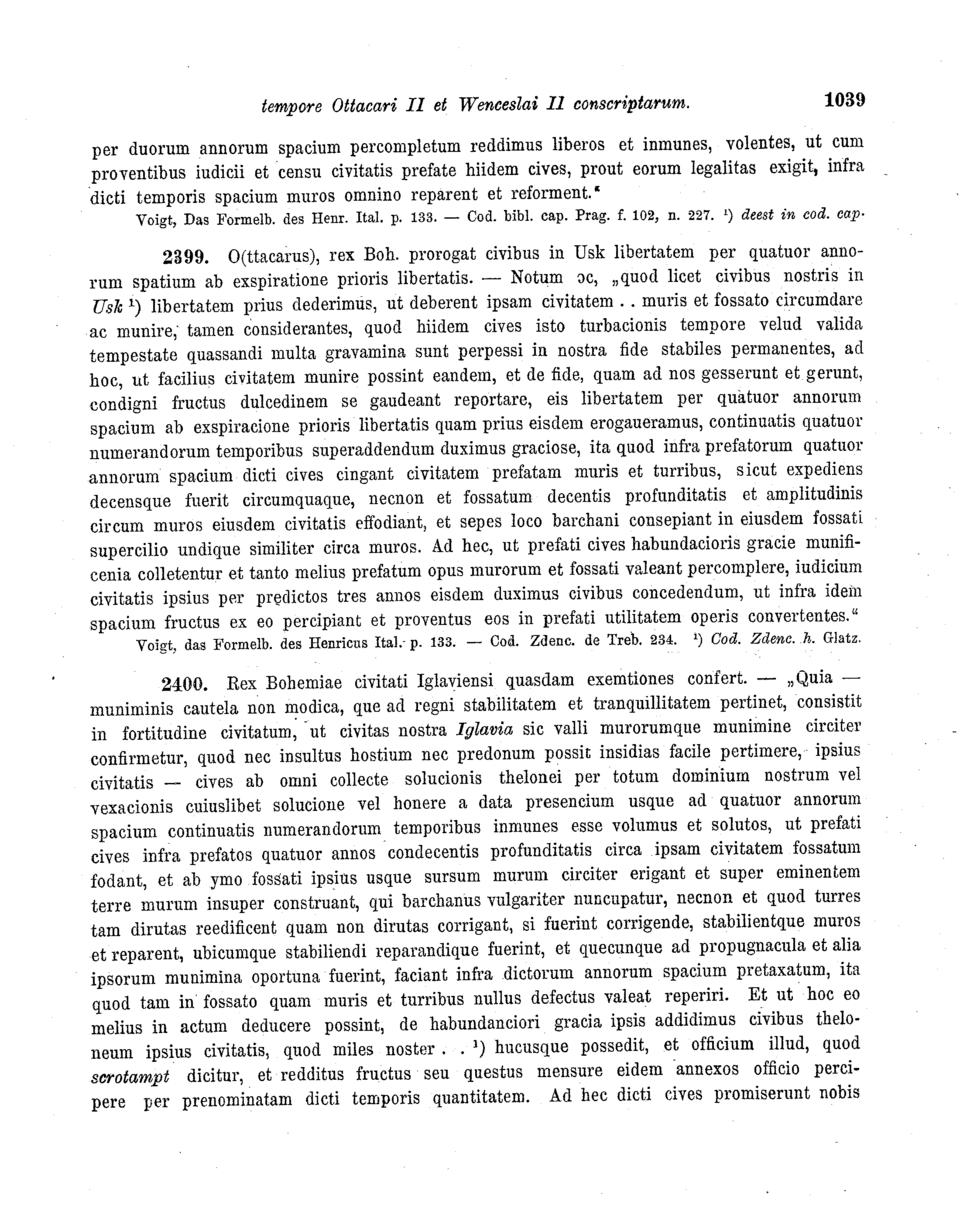 tempore Ottacari II et Wenceslai II conscriptarum. 1039
per duorum annorum spacium percompletum reddimus liberos et inmunes, volentes, ut cum
proventibus iudicii et censu civitatis prefate hiidem cives, prout eorum legalitas exigit, infra
dicti temporis spacium muros omnino reparent et reforment.“
Voigt, Das Formelb. des Henr. Ital. p. 133. — Cod. bibl. cap. Prag. f. 102, n. 227. ¹) deest in cod. cap.
2399. O(ttacarus), rex Boh. prorogat civibus in Usk libertatem per quatuor anno-
rum spatium ab exspiratione prioris libertatis. — Notum ɔc, „quod licet civibus nostris in
Usk ¹) libertatem prius dederimus, ut deberent ipsam civitatem . . muris et fossato circumdare
ac munire, tamen considerantes, quod hiidem cives isto turbacionis tempore velud valida
tempestate quassandi multa gravamina sunt perpessi in nostra fide stabiles permanentes, ad
hoc, ut facilius civitatem munire possint eandem, et de fide, quam ad nos gesserunt et gerunt,
condigni fructus dulcedinem se gaudeant reportare, eis libertatem per quatuor annorum
spacium ab exspiracione prioris libertatis quam prius eisdem erogaueramus, continuatis quatuor
numerandorum temporibus superaddendum duximus graciose, ita quod infra prefatorum quatuor
annorum spacium dicti cives cingant civitatem prefatam muris et turribus, sicut expediens
decensque fuerit circumquaque, necnon et fossatum decentis profunditatis et amplitudinis
circum muros eiusdem civitatis effodiant, et sepes loco barchani consepiant in eiusdem fossati
supercilio undique similiter circa muros. Ad hec, ut prefati cives habundacioris gracie munifi-
cenia colletentur et tanto melius prefatum opus murorum et fossati valeant percomplere, iudicium
civitatis ipsius per prędictos tres annos eisdem duximus civibus concedendum, ut infra idem
spacium fructus ex eo percipiant et proventus eos in prefati utilitatem operis convertentes.“
Voigt, das Formelb. des Henricus Ital. p. 133. — Cod. Zdenc. de Treb. 234. ¹) Cod. Zdenc. h. Glatz.
2400. Rex Bohemiae civitati Iglaviensi quasdam exemtiones confert. — „Quia —
muniminis cautela non modica, que ad regni stabilitatem et tranquillitatem pertinet, consistit
in fortitudine civitatum, ut civitas nostra Iglavia sic valli murorumque munimine circiter
confirmetur, quod nec insultus hostium nec predonum possit insidias facile pertimere, ipsius
civitatis — cives ab omni collecte solucionis thelonei per totum dominium nostrum vel
vexacionis cuiuslibet solucione vel honere a data presencium usque ad quatuor annorum
spacium continuatis numerandorum temporibus inmunes esse volumus et solutos, ut prefati
cives infra prefatos quatuor annos condecentis profunditatis circa ipsam civitatem fossatum
fodant, et ab ymo fossati ipsius usque sursum murum circiter erigant et super eminentem
terre murum insuper construant, qui barchanus vulgariter nuncupatur, necnon et quod turres
tam dirutas reedificent quam non dirutas corrigant, si fuerint corrigende, stabilientque muros
et reparent, ubicumque stabiliendi reparandique fuerint, et quecunque ad propugnacula et alia
ipsorum munimina oportuna fuerint, faciant infra dictorum annorum spacium pretaxatum, ita
quod tam in fossato quam muris et turribus nullus defectus valeat reperiri. Et ut hoc eo
melius in actum deducere possint, de habundanciori gracia ipsis addidimus civibus thelo-
neum ipsius civitatis, quod miles noster . . ¹) hucusque possedit, et officium illud, quod
scrotampt dicitur, et redditus fructus seu questus mensure eidem annexos officio perci-
pere per prenominatam dicti temporis quantitatem. Ad hec dicti cives promiserunt nobis